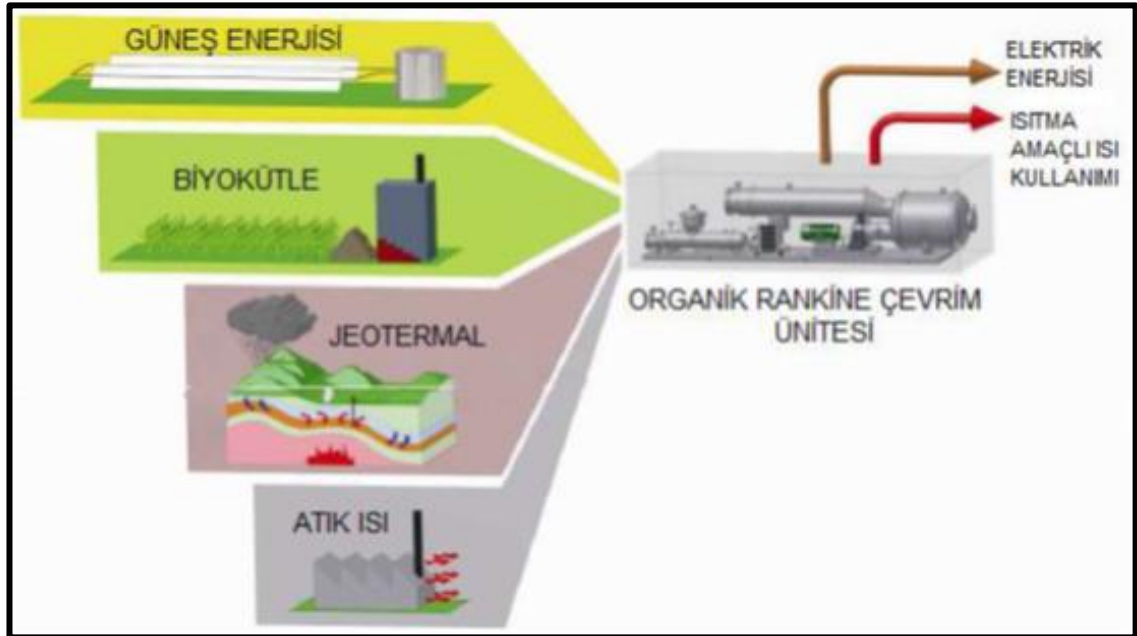 GÜNEŞ ENERJİSİ
BİYOKÜTLE
JEOTERMAL
ATIK ISI
ELEKTRİK
ENERJİSİ
ISITMA
AMAÇLI ISI
KULLANIMI
ORGANİK RANKİNE ÇEVRİM
ÜNİTESİ